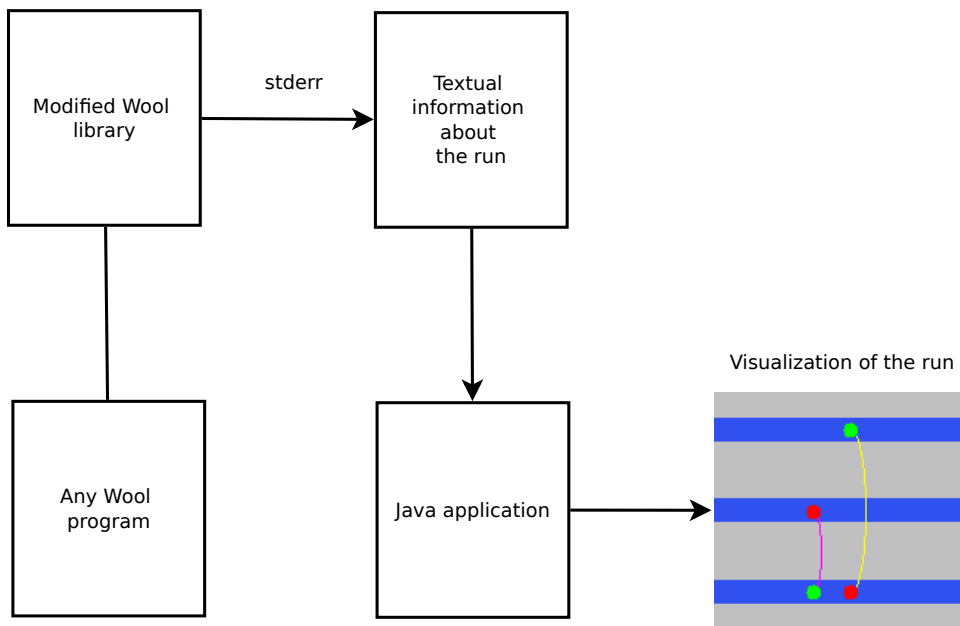 Modified Wool
library
stderr
Textual
information
about
the run
Visualization of the run
Any Wool
program
Java application